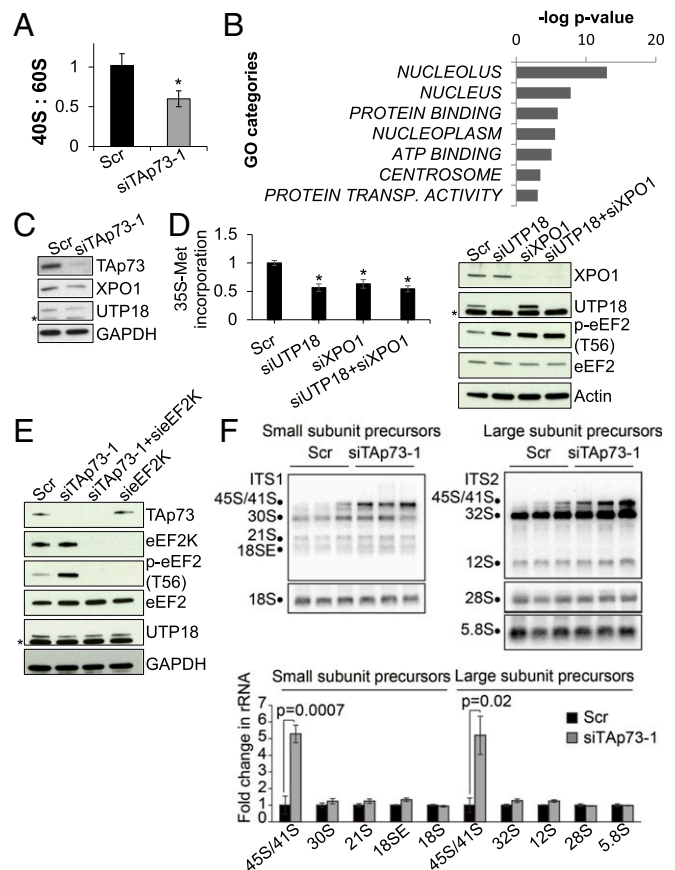 A
40S : 60S
1
0.5
0
*
Scr
siTAp73-1
B
-log p-value
0 10 20
GO categories
NUCLEOLUS
NUCLEUS
PROTEIN BINDING
NUCLEOPLASM
ATP BINDING
CENTROSOME
PROTEIN TRANSP. ACTIVITY
C
Scr
siTAp73-1
TAp73
XPO1
UTP18
*
GAPDH
D
35S-Met
incorporation
1.5
1
0.5
0
* * *
Scr
siUTP18
siXPO1
siUTP18+siXPO1
Scr
siUTP18
siXPO1
siUTP18+siXPO1
XPO1
UTP18
*
p-eEF2
(T56)
eEF2
Actin
E
Scr
siTAp73-1
siTAp73-1+sieEF2K
sieEF2K
TAp73
eEF2K
p-eEF2
(T56)
eEF2
UTP18
*
GAPDH
F
Small subunit precursors
Scr siTAp73-1
ITS1
45S/41S
30S
21S
18SE
18S
Large subunit precursors
Scr siTAp73-1
ITS2
45S/41S
32S
12S
28S
5.8S
Small subunit precursors Large subunit precursors
Fold change in rRNA
7
6
5
4
3
2
1
0
p=0.0007
p=0.02
Scr
siTAp73-1
45S/41S
30S
21S
18SE
18S
45S/41S
32S
12S
28S
5.8S